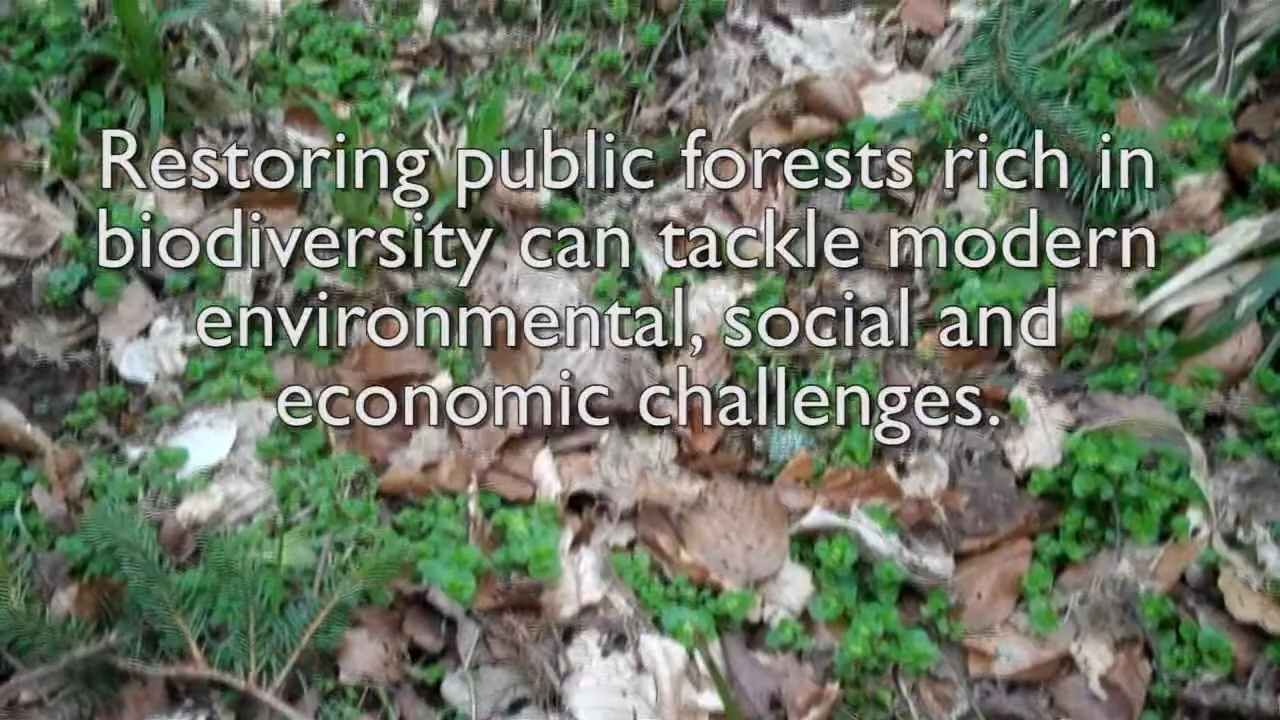 Restoring public forests rich in
biodiversity can tackle modern
environmental, social and
economic challenges.